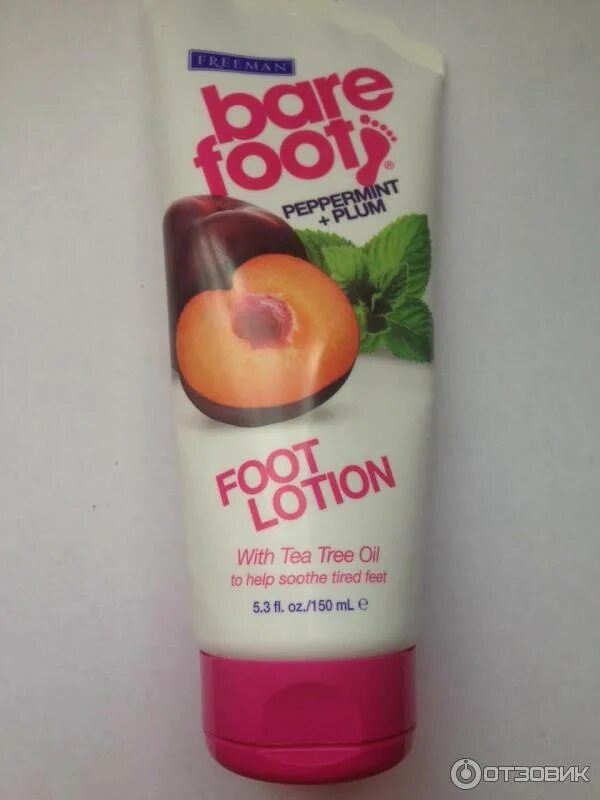 FREEMAN
bare
foot
®
PEPPERMINT
+ PLUM
FOOT
LOTION
With Tea Tree Oil
to help soothe tired feet
5.3 fl. oz./150 mL ℮
ОТЗОВИК